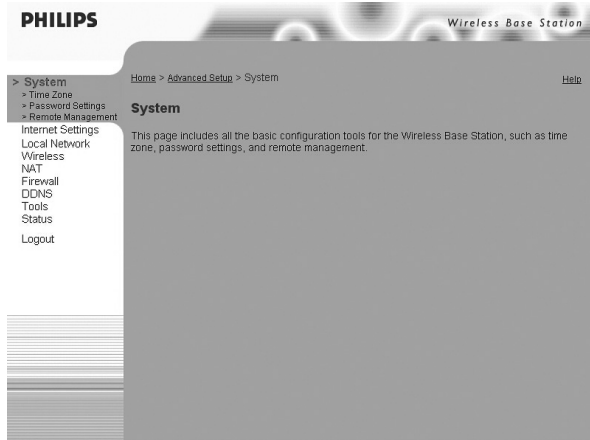 PHILIPS
Wireless Base Station
Home > Advanced Setup > System
Help
> System
> Time Zone
> Password Settings
> Remote Management
Internet Settings
Local Network
Wireless
NAT
Firewall
DDNS
Tools
Status
Logout
System
This page includes all the basic configuration tools for the Wireless Base Station, such as time
zone, password settings, and remote management.